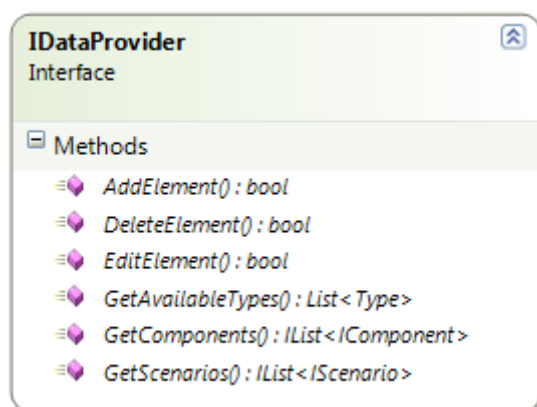 IDataProvider
Interface
Methods
AddElement() : bool
DeleteElement() : bool
EditElement() : bool
GetAvailableTypes() : List<Type>
GetComponents() : IList<IComponent>
GetScenarios() : IList<IScenario>